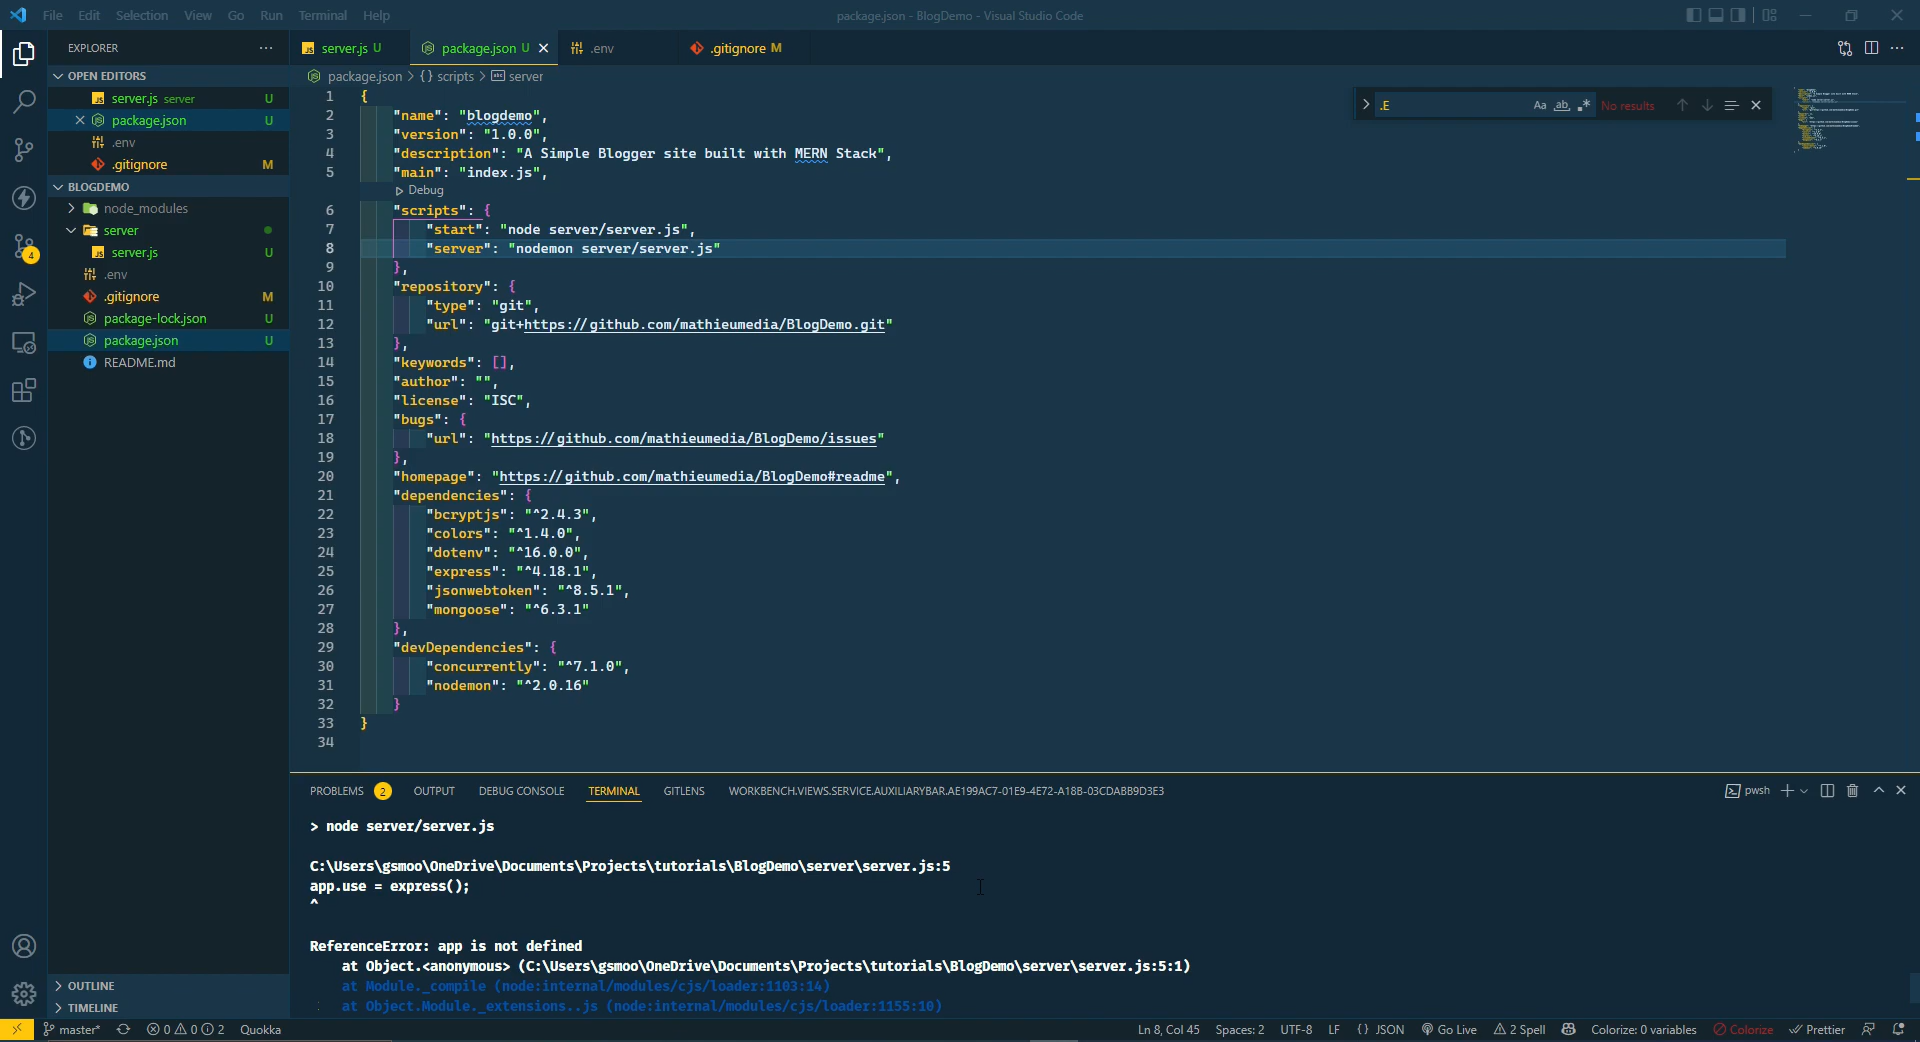 File Edit Selection View Go Run Terminal Help
package.json - BlogDemo - Visual Studio Code
EXPLORER
OPEN EDITORS
server.js server U
package.json U
.env
.gitignore M
BLOGDEMO
node_modules
server
server.js U
.env
.gitignore M
package-lock.json U
package.json U
README.md
4
OUTLINE
TIMELINE
server.js U
package.json U
.env
.gitignore M
package.json > {} scripts > server
.E
Aa ab .* No results
1 {
2 "name": "blogdemo",
3 "version": "1.0.0",
4 "description": "A Simple Blogger site built with MERN Stack",
5 "main": "index.js",
Debug
6 "scripts": {
7 "start": "node server/server.js",
8 "server": "nodemon server/server.js"
9 },
10 "repository": {
11 "type": "git",
12 "url": "git+https://github.com/mathieumedia/BlogDemo.git"
13 },
14 "keywords": [],
15 "author": "",
16 "license": "ISC",
17 "bugs": {
18 "url": "https://github.com/mathieumedia/BlogDemo/issues"
19 },
20 "homepage": "https://github.com/mathieumedia/BlogDemo#readme",
21 "dependencies": {
22 "bcryptjs": "^2.4.3",
23 "colors": "^1.4.0",
24 "dotenv": "^16.0.0",
25 "express": "^4.18.1",
26 "jsonwebtoken": "^8.5.1",
27 "mongoose": "^6.3.1"
28 },
29 "devDependencies": {
30 "concurrently": "^7.1.0",
31 "nodemon": "^2.0.16"
32 }
33 }
34
PROBLEMS 2 OUTPUT DEBUG CONSOLE TERMINAL GITLENS WORKBENCH.VIEWS.SERVICE.AUXILIARYBAR.AE199AC7-01E9-4E72-A18B-03CDABB9D3E3
pwsh
> node server/server.js
C:\Users\gsmoo\OneDrive\Documents\Projects\tutorials\BlogDemo\server\server.js:5
app.use = express();
^
ReferenceError: app is not defined
at Object.<anonymous> (C:\Users\gsmoo\OneDrive\Documents\Projects\tutorials\BlogDemo\server\server.js:5:1)
at Module._compile (node:internal/modules/cjs/loader:1103:14)
at Object.Module._extensions..js (node:internal/modules/cjs/loader:1155:10)
master* 0 0 2 Quokka
Ln 8, Col 45 Spaces: 2 UTF-8 LF {} JSON Go Live 2 Spell Colorize: 0 variables Colorize Prettier